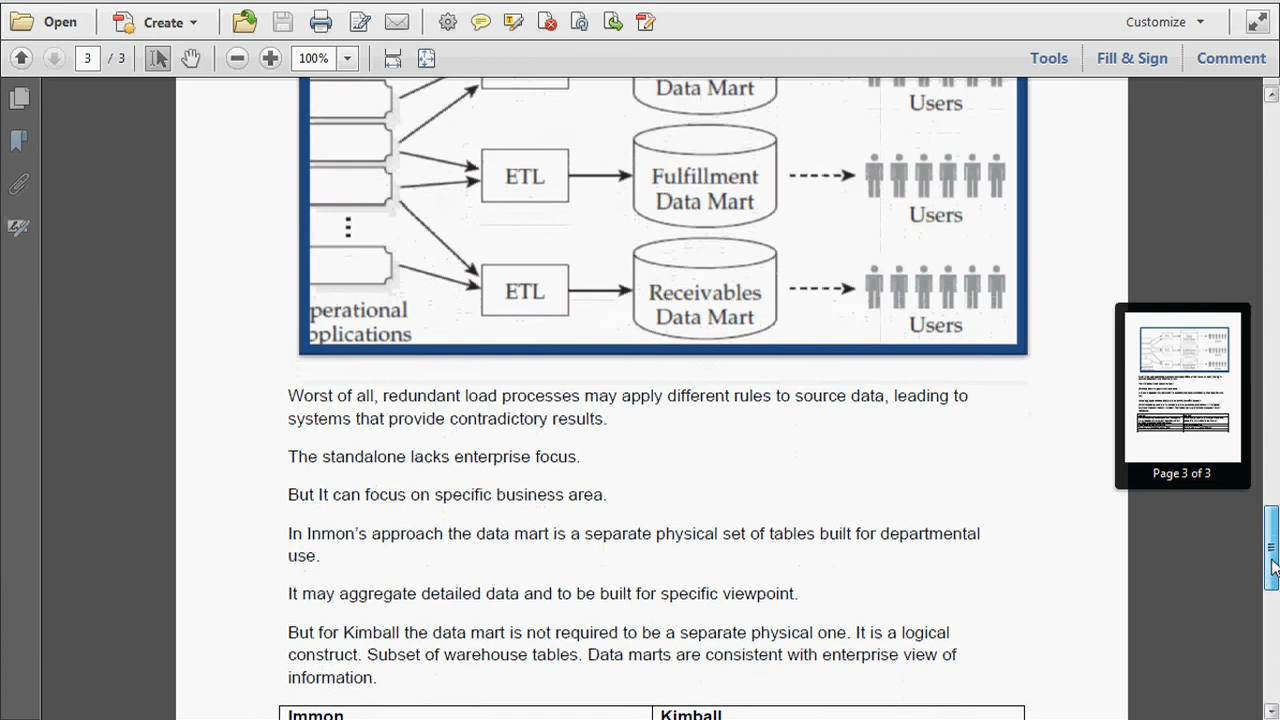 Open
Create
Customize
3 / 3
100%
Tools
Fill & Sign
Comment
Data Mart
Users
ETL
Fulfillment
Data Mart
Users
ETL
Receivables
Data Mart
Users
perational
pplications
Worst of all, redundant load processes may apply different rules to source data, leading to
systems that provide contradictory results.
The standalone lacks enterprise focus.
But It can focus on specific business area.
In Inmon's approach the data mart is a separate physical set of tables built for departmental
use.
It may aggregate detailed data and to be built for specific viewpoint.
But for Kimball the data mart is not required to be a separate physical one. It is a logical
construct. Subset of warehouse tables. Data marts are consistent with enterprise view of
information.
Immon
Kimball
Page 3 of 3